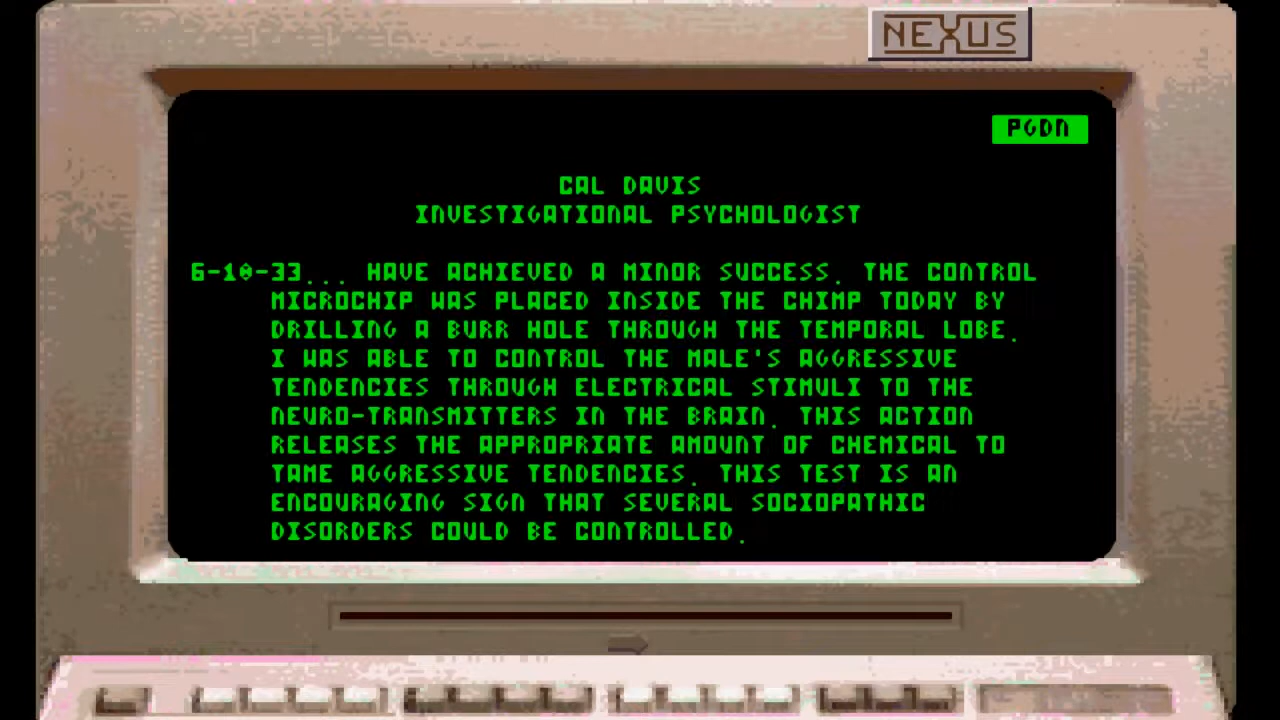 NEXUS
PGDN
CAL DAVIS
INVESTIGATIONAL PSYCHOLOGIST
6-10-33... HAVE ACHIEVED A MINOR SUCCESS. THE CONTROL
MICROCHIP WAS PLACED INSIDE THE CHIMP TODAY BY
DRILLING A BURR HOLE THROUGH THE TEMPORAL LOBE.
I WAS ABLE TO CONTROL THE MALE'S AGGRESSIVE
TENDENCIES THROUGH ELECTRICAL STIMULI TO THE
NEURO-TRANSMITTERS IN THE BRAIN. THIS ACTION
RELEASES THE APPROPRIATE AMOUNT OF CHEMICAL TO
TAME AGGRESSIVE TENDENCIES. THIS TEST IS AN
ENCOURAGING SIGN THAT SEVERAL SOCIOPATHIC
DISORDERS COULD BE CONTROLLED.